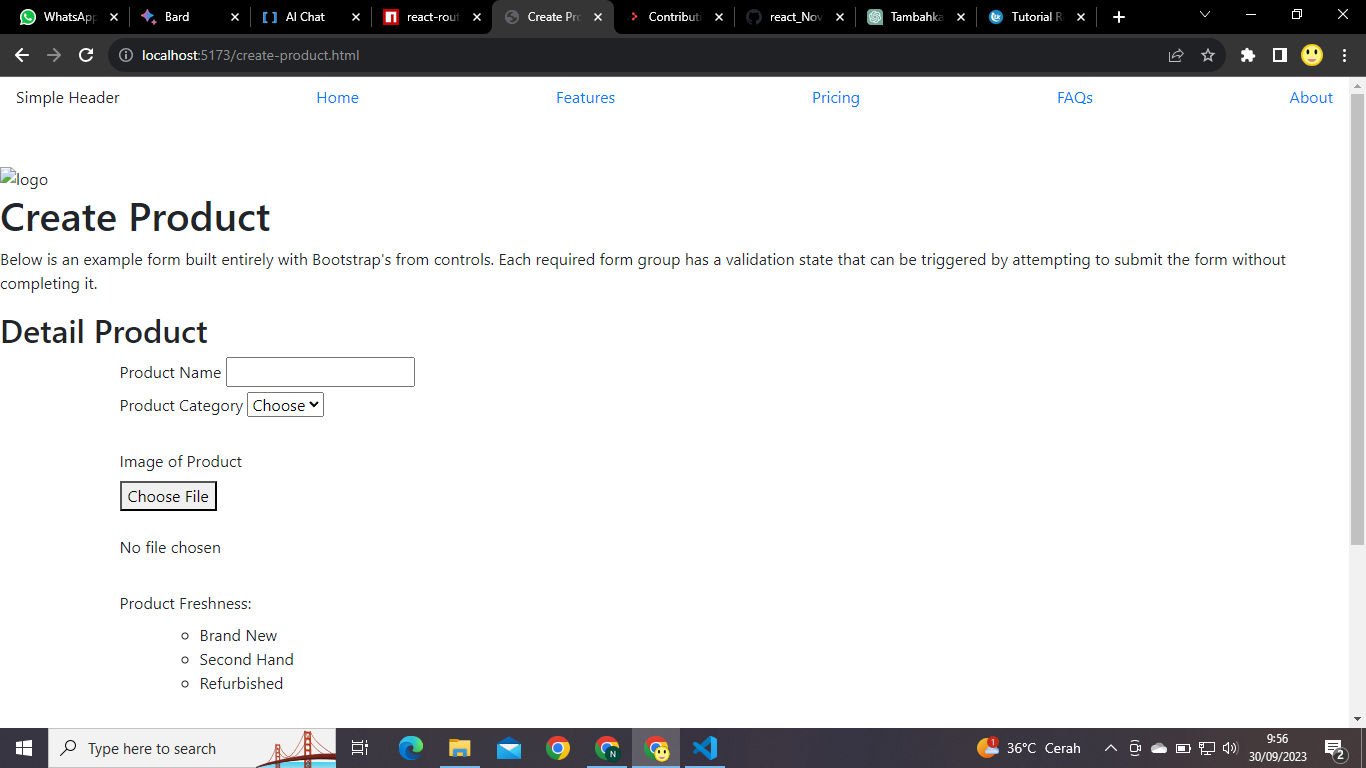 WhatsApp
Bard
AI Chat
react-rout
Create Pro
Contributi
react_Nov
Tambahka
Tutorial R
localhost:5173/create-product.html
Simple Header
Home
Features
Pricing
FAQs
About
logo
Create Product
Below is an example form built entirely with Bootstrap's from controls. Each required form group has a validation state that can be triggered by attempting to submit the form without
completing it.
Detail Product
Product Name
Product Category Choose
Image of Product
Choose File
No file chosen
Product Freshness:
Brand New
Second Hand
Refurbished
Type here to search
1
36°C Cerah
N
9:56
30/09/2023
2